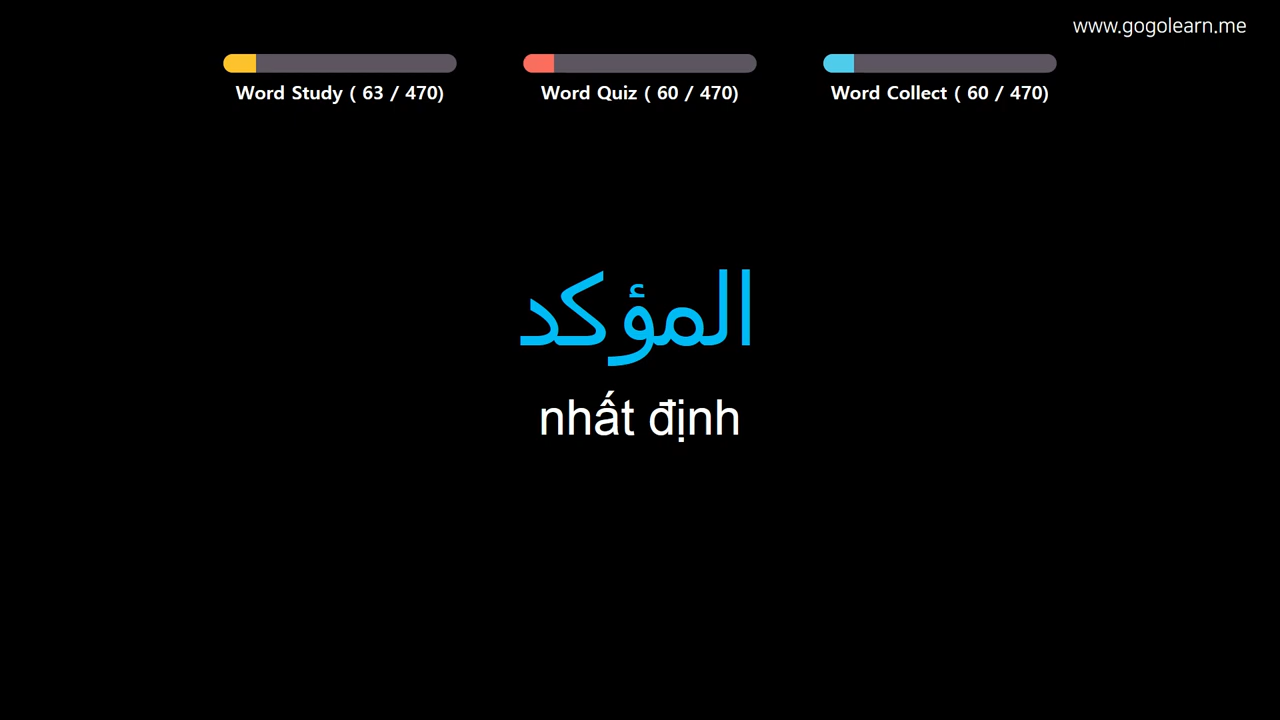 www.gogolearn.me
Word Study ( 63 / 470)
Word Quiz ( 60 / 470)
Word Collect ( 60 / 470)
المؤكد
nhất định